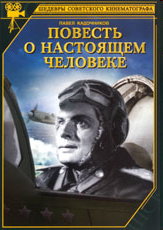 ШЕДЕВРЫ СОВЕТСКОГО КИНЕМАТОГРАФА
ПАВЕЛ КАДОЧНИКОВ
ПОВЕСТЬ
О НАСТОЯЩЕМ
ЧЕЛОВЕКЕ